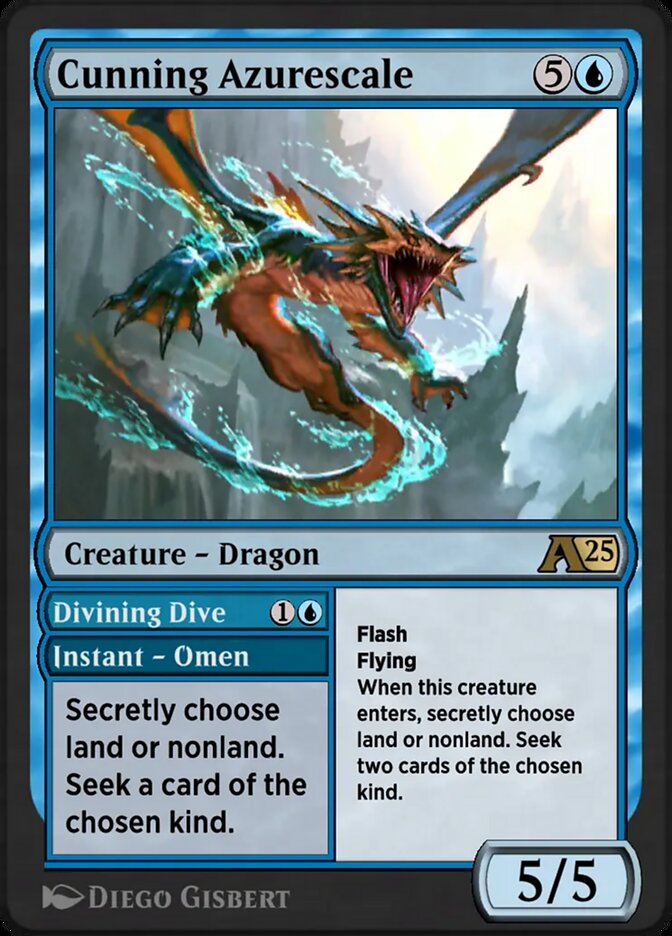 Cunning Azurescale 5
Creature – Dragon A25
Divining Dive 1
Instant – Omen
Secretly choose
land or nonland.
Seek a card of the
chosen kind.
Flash
Flying
When this creature
enters, secretly choose
land or nonland. Seek
two cards of the chosen
kind.
5/5
Diego Gisbert